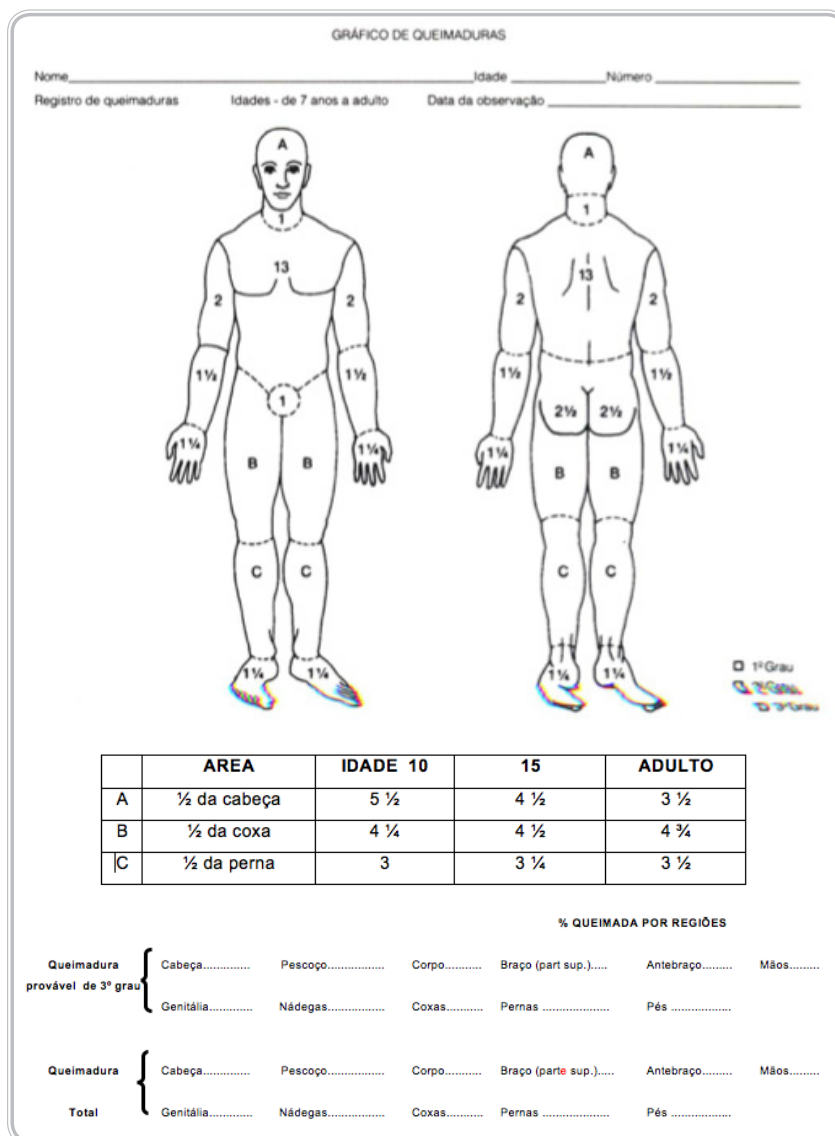 GRÁFICO DE QUEIMADURAS
Nome Idade Número
Registro de queimaduras Idades - de 7 anos a adulto Data da observação
A A
1 1
13 13
2 2 2 2
1½ 1½ 1½ 1½
1 2½ 2½
1¼ 1¼ 1¼ 1¼
B B B B
C C C C
1¼ 1¼ 1¼ 1¼
1º Grau
2º Grau
3º Grau
AREA IDADE 10 15 ADULTO
A ½ da cabeça 5 ½ 4 ½ 3 ½
B ½ da coxa 4 ¼ 4 ½ 4 ¾
C ½ da perna 3 3 ¼ 3 ½
% QUEIMADA POR REGIÕES
Queimadura provável de 3º grau
Cabeça.............. Pescoço................. Corpo........... Braço (part sup.)..... Antebraço......... Mãos.........
Genitália............. Nádegas................. Coxas........... Pernas .................... Pés ..................
Queimadura Total
Cabeça.............. Pescoço................. Corpo........... Braço (parte sup.)..... Antebraço......... Mãos.........
Genitália............. Nádegas................. Coxas........... Pernas .................... Pés ..................